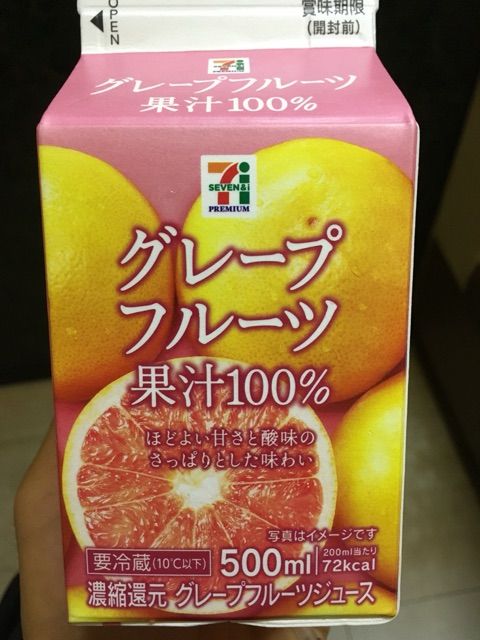 OPEN
賞味期限
(開封前)
グレープフルーツ
果汁100%
7i
SEVEN&i
PREMIUM
グレープ
フルーツ
果汁100%
ほどよい甘さと酸味の
さっぱりとした味わい
写真はイメージです
要冷蔵(10℃以下) 500ml 200ml当たり 72kcal
濃縮還元 グレープフルーツジュース